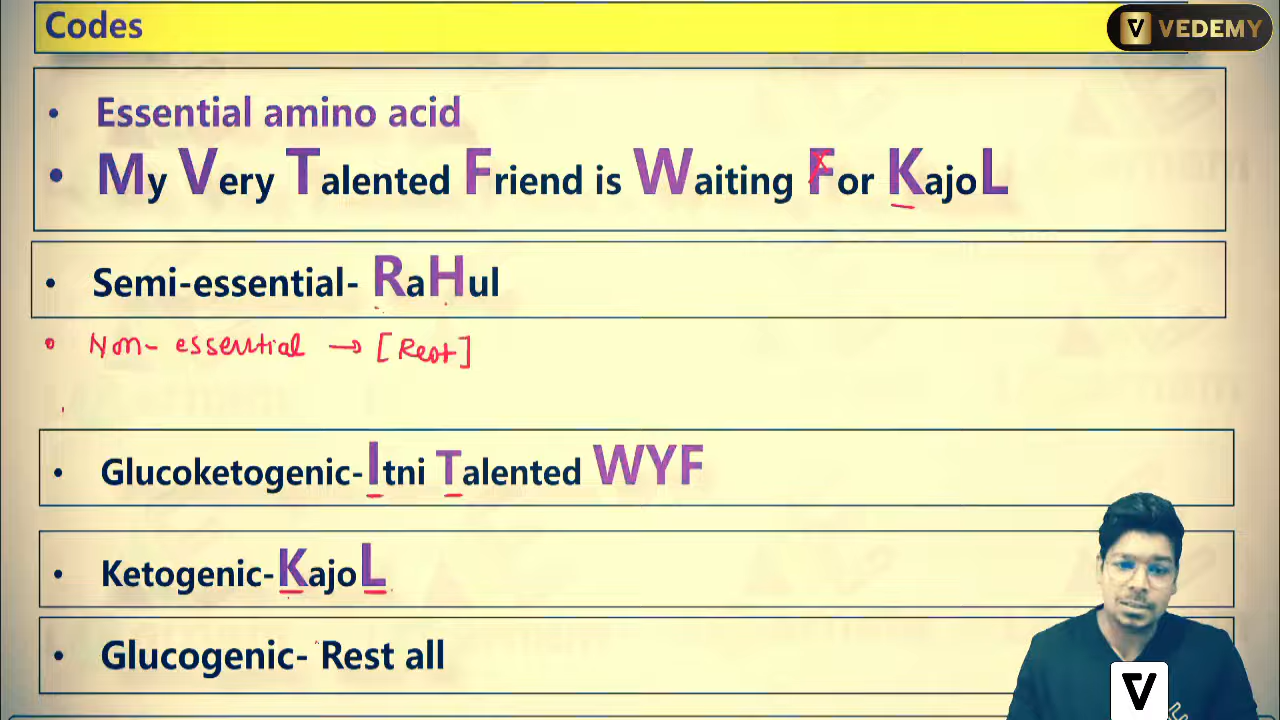 Codes
VEDEMY
• Essential amino acid
• My Very Talented Friend is Waiting For KajoL
• Semi-essential- RaHul
• Non-essential → [Rest]
• Glucoketogenic-Itni Talented WYF
• Ketogenic-KajoL
• Glucogenic- Rest all